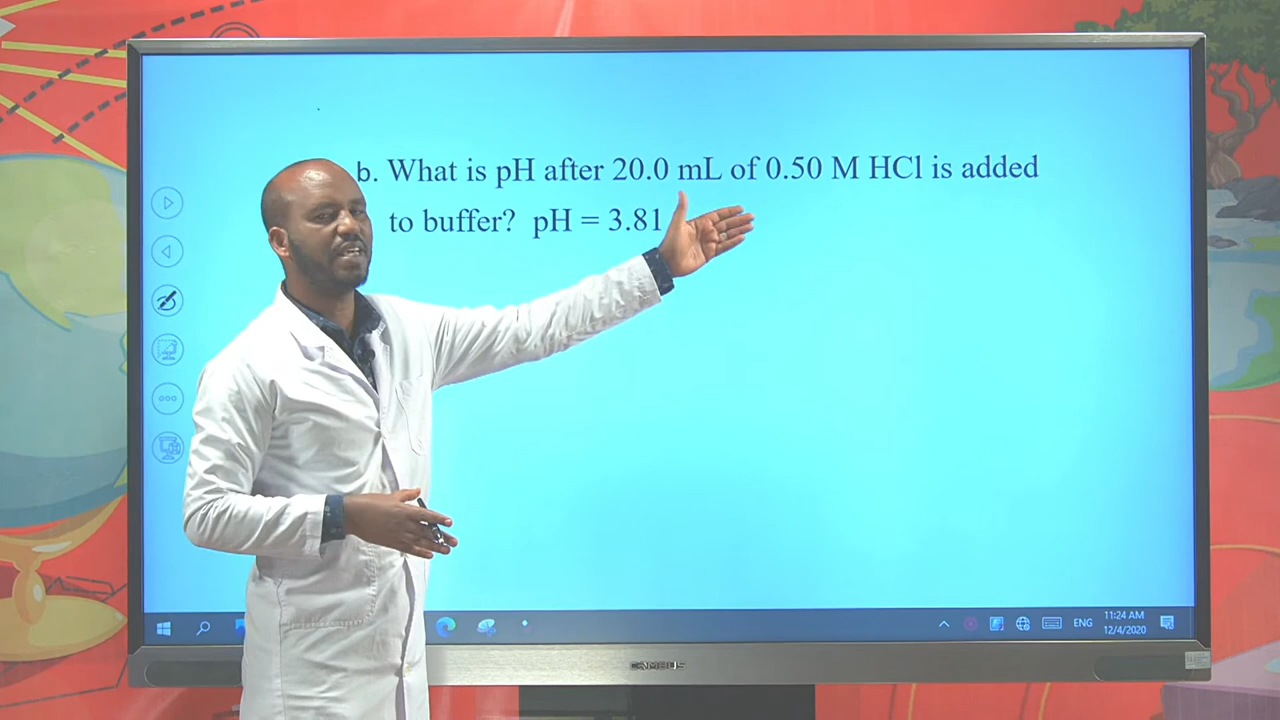 b. What is pH after 20.0 mL of 0.50 M HCl is added
to buffer? pH = 3.81
ENG
11:24 AM
12/4/2020